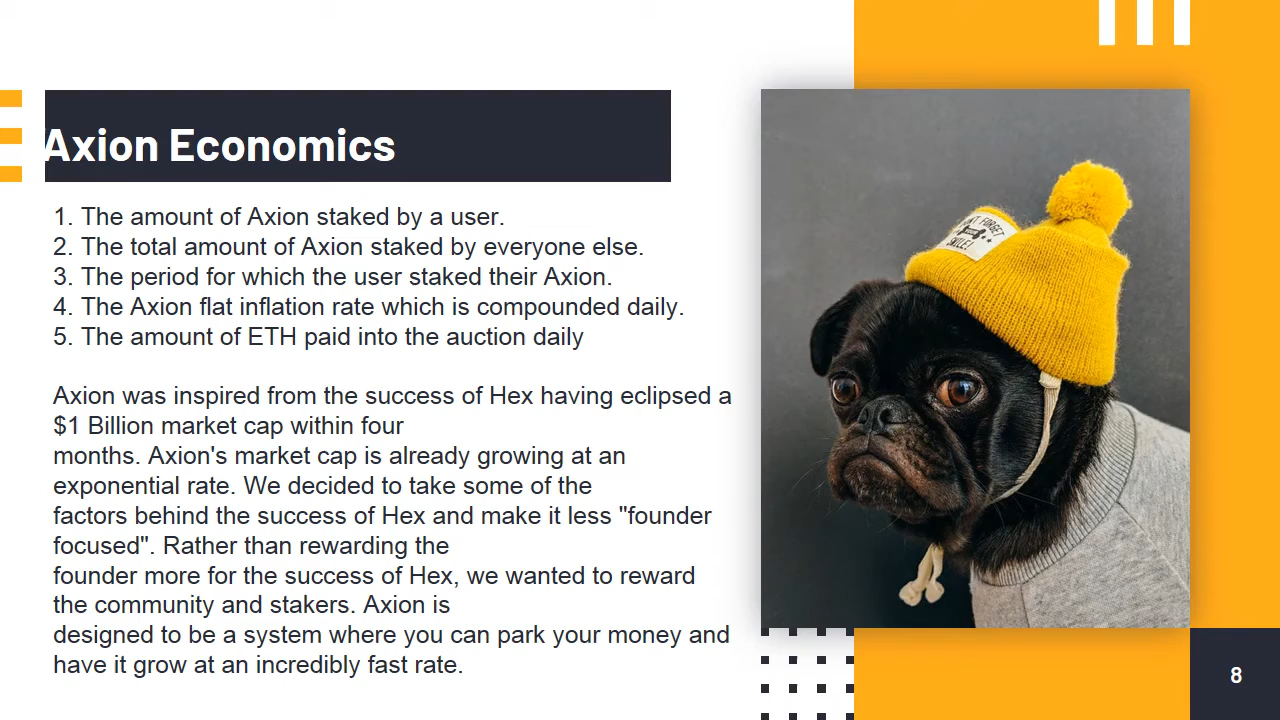 Axion Economics
1. The amount of Axion staked by a user.
2. The total amount of Axion staked by everyone else.
3. The period for which the user staked their Axion.
4. The Axion flat inflation rate which is compounded daily.
5. The amount of ETH paid into the auction daily
Axion was inspired from the success of Hex having eclipsed a
$1 Billion market cap within four
months. Axion's market cap is already growing at an
exponential rate. We decided to take some of the
factors behind the success of Hex and make it less "founder
focused". Rather than rewarding the
founder more for the success of Hex, we wanted to reward
the community and stakers. Axion is
designed to be a system where you can park your money and
have it grow at an incredibly fast rate.
FORGET
SMILE!
8